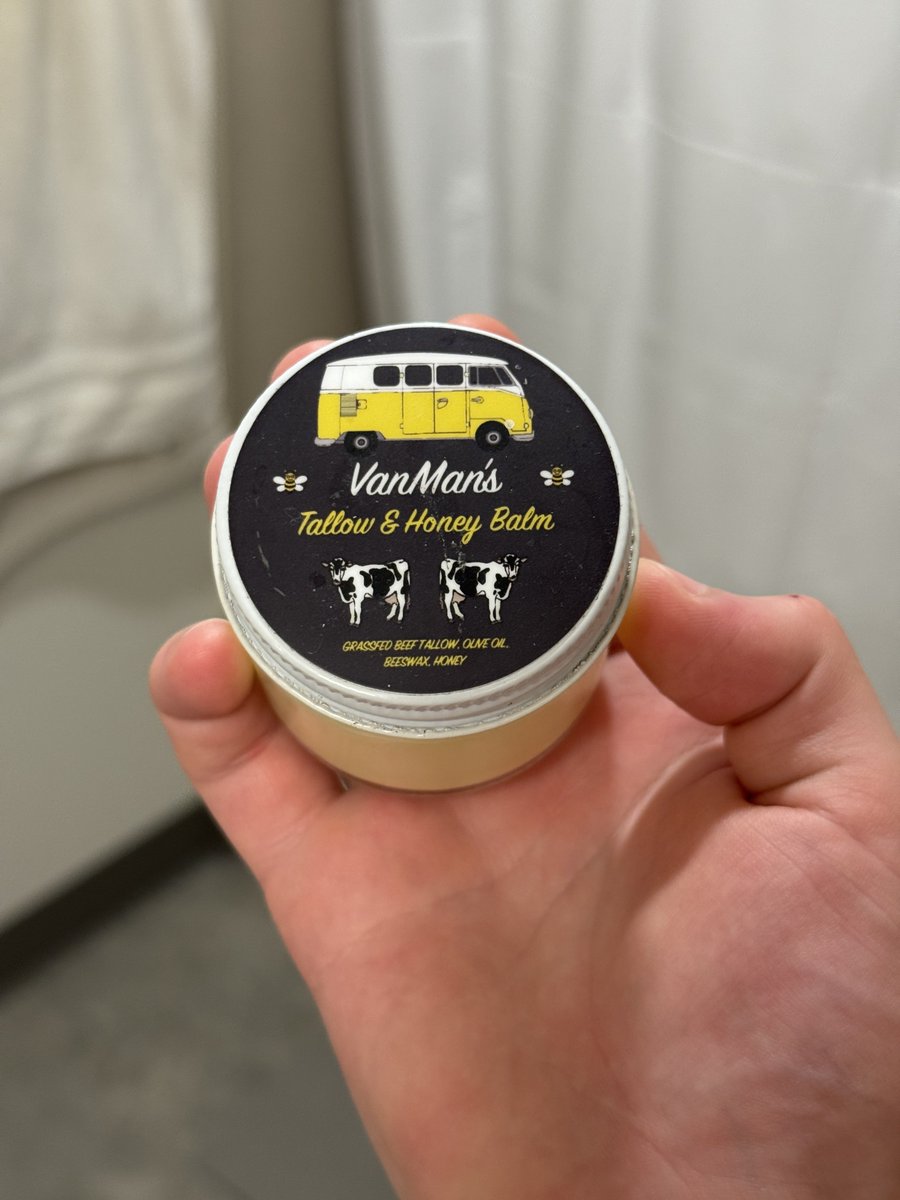 VanMan's
Tallow & Honey Balm
GRASSFED BEEF TALLOW, OLIVE OIL,
BEESWAX, HONEY